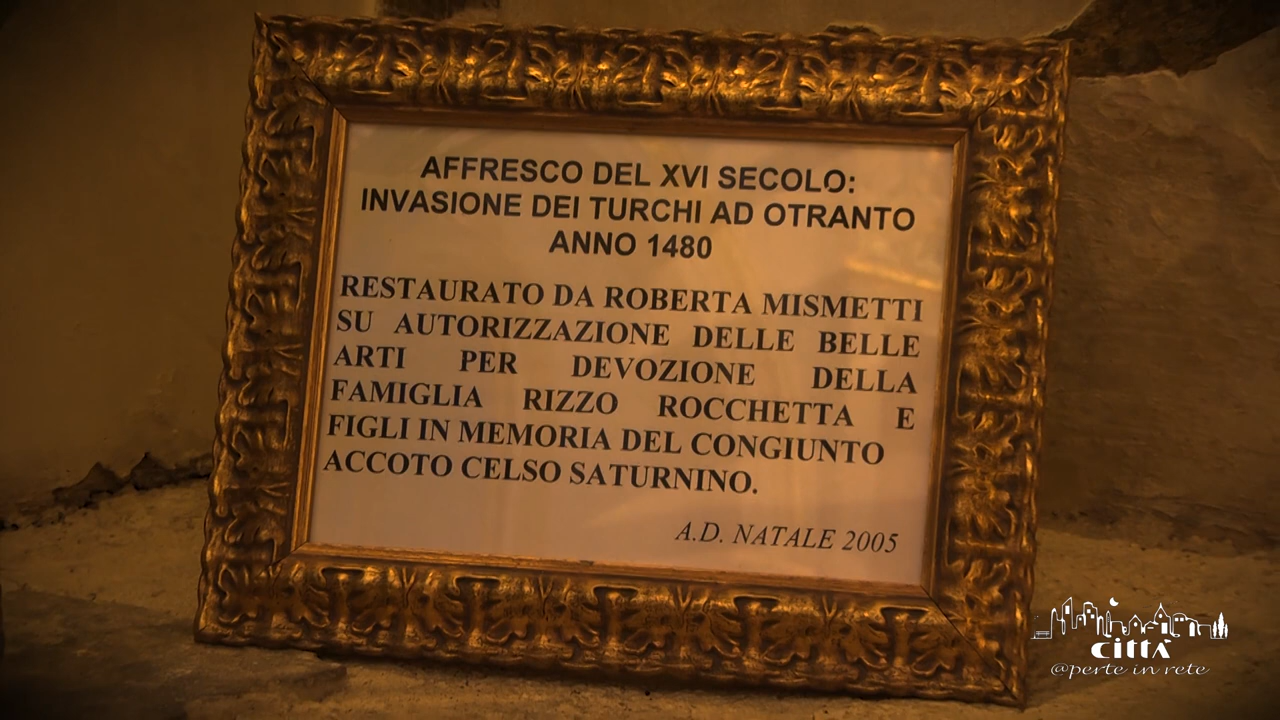 AFFRESCO DEL XVI SECOLO:
INVASIONE DEI TURCHI AD OTRANTO
ANNO 1480
RESTAURATO DA ROBERTA MISMETTI
SU AUTORIZZAZIONE DELLE BELLE
ARTI PER DEVOZIONE DELLA
FAMIGLIA RIZZO ROCCHETTA E
FIGLI IN MEMORIA DEL CONGIUNTO
ACCOTO CELSO SATURNINO.
A.D. NATALE 2005
CITTÀ
@perte in rete